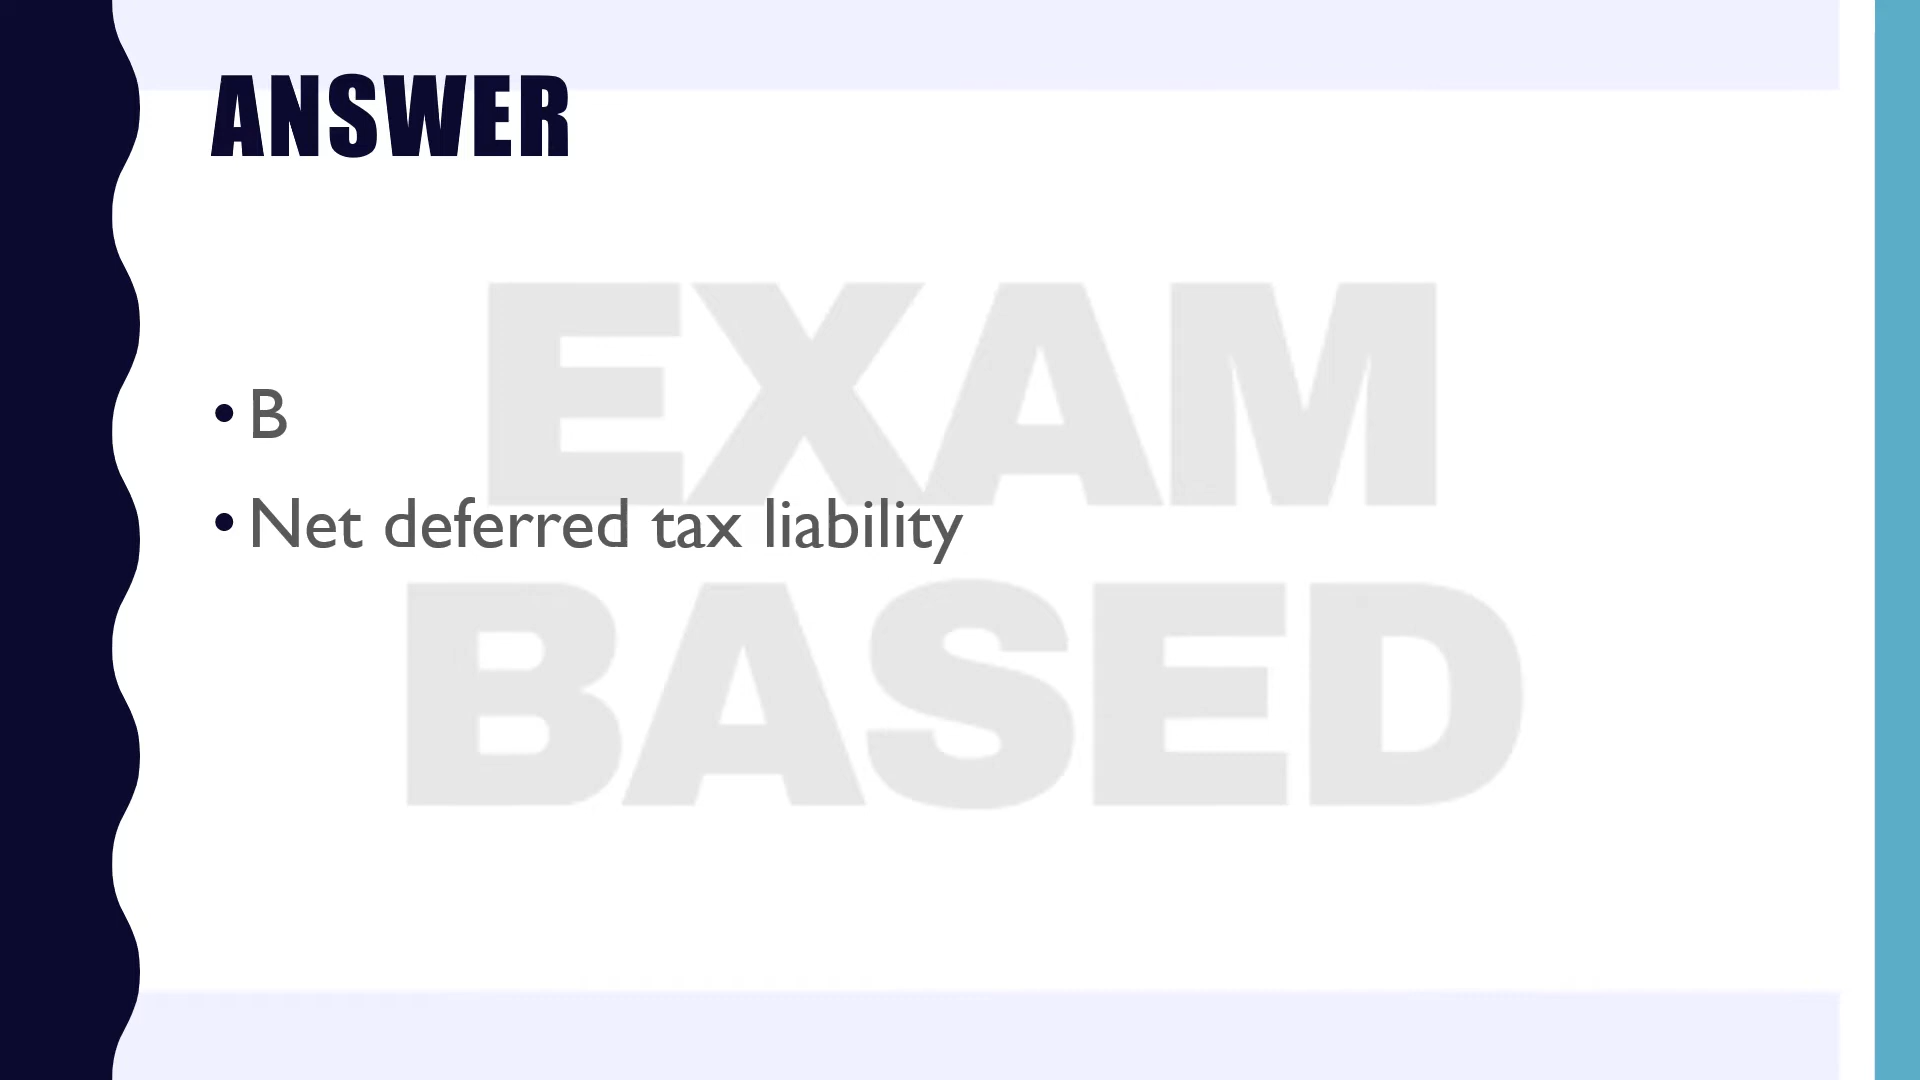 ANSWER
• B
• Net deferred tax liability
EXAM
BASED